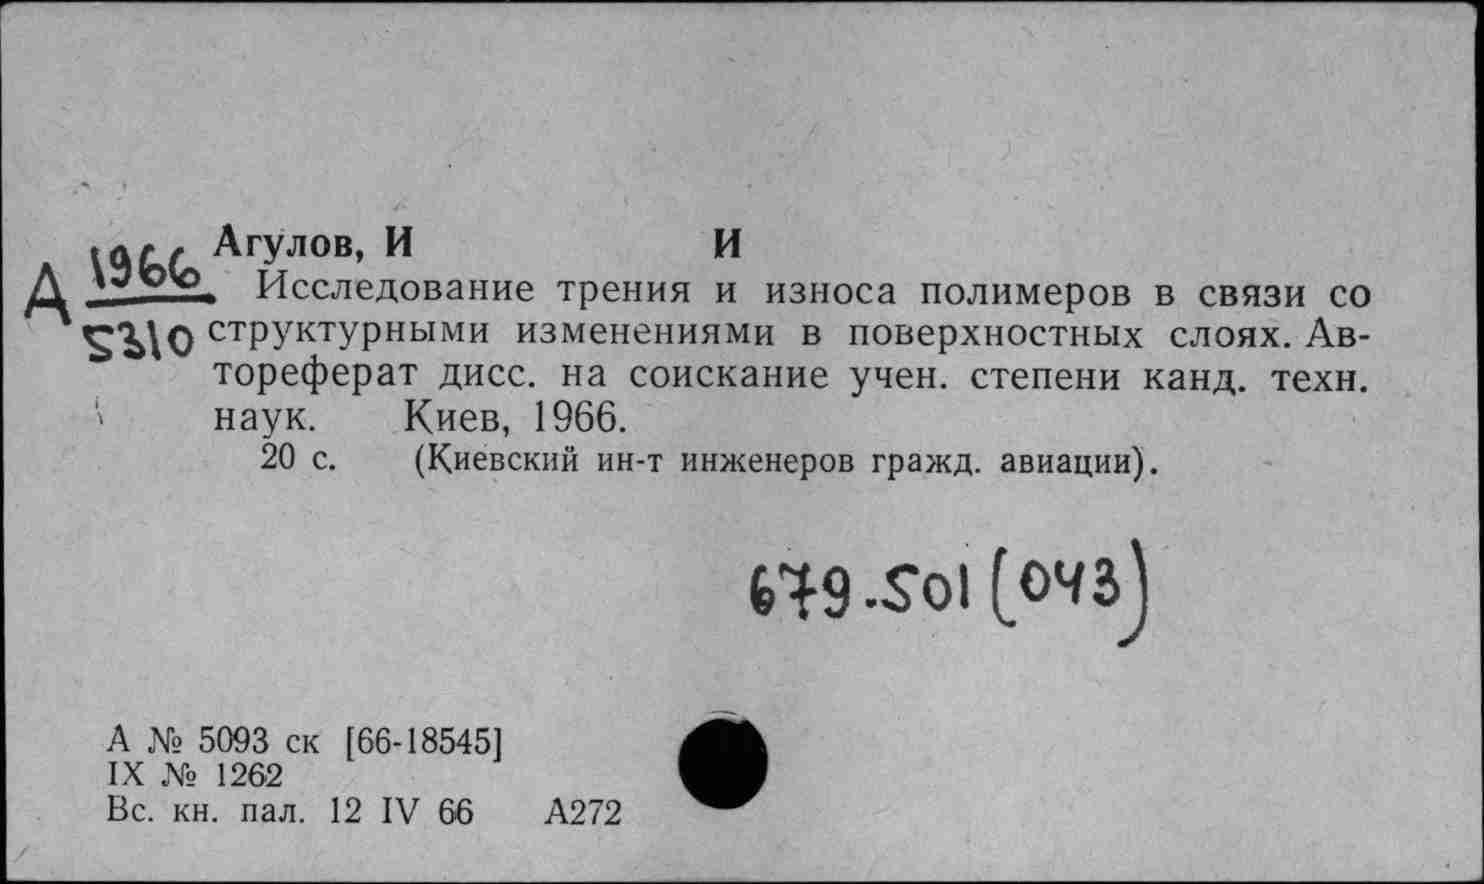 Агулов, И И
Д 1966 Исследование трения и износа полимеров в связи со
структурными изменениями в поверхностных слоях. Ав-
тореферат дисс. на соискание учен. степени канд. техн.
наук. Киев, 1966.
20 с. (Киевский ин-т инженеров гражд. авиации).
679.501 (043)
А № 5093 ск [66-18545]
IX № 1262
Вс. кн. пал. 12 IV 66 А272